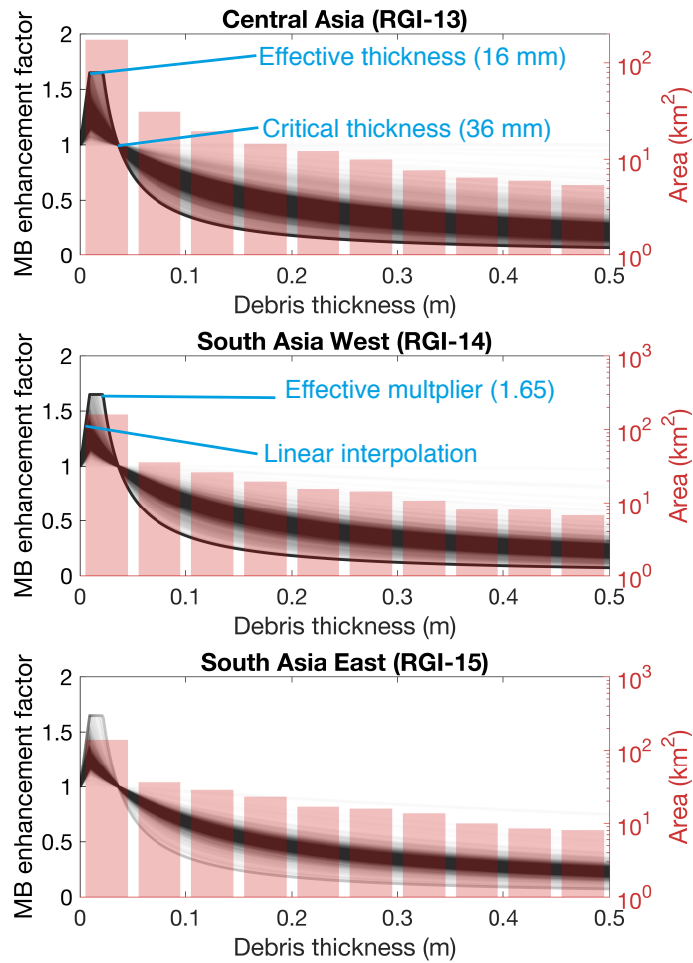 Central Asia (RGI-13)
MB enhancement factor
2
1.5
1
0.5
0
Effective thickness (16 mm)
Critical thickness (36 mm)
10^2
10^1
10^0
Area (km^2)
0 0.1 0.2 0.3 0.4 0.5
Debris thickness (m)
South Asia West (RGI-14)
MB enhancement factor
2
1.5
1
0.5
0
Effective multplier (1.65)
Linear interpolation
10^3
10^2
10^1
10^0
Area (km^2)
0 0.1 0.2 0.3 0.4 0.5
Debris thickness (m)
South Asia East (RGI-15)
MB enhancement factor
2
1.5
1
0.5
0
10^3
10^2
10^1
10^0
Area (km^2)
0 0.1 0.2 0.3 0.4 0.5
Debris thickness (m)